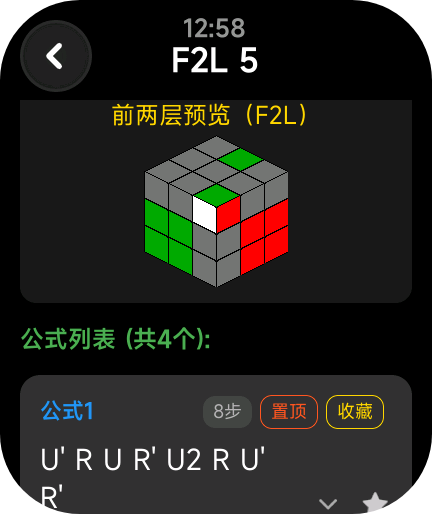 12:58
F2L 5
前两层预览（F2L）
公式列表 (共4个):
公式1 8步 置顶 收藏
U' R U R' U2 R U'
R'